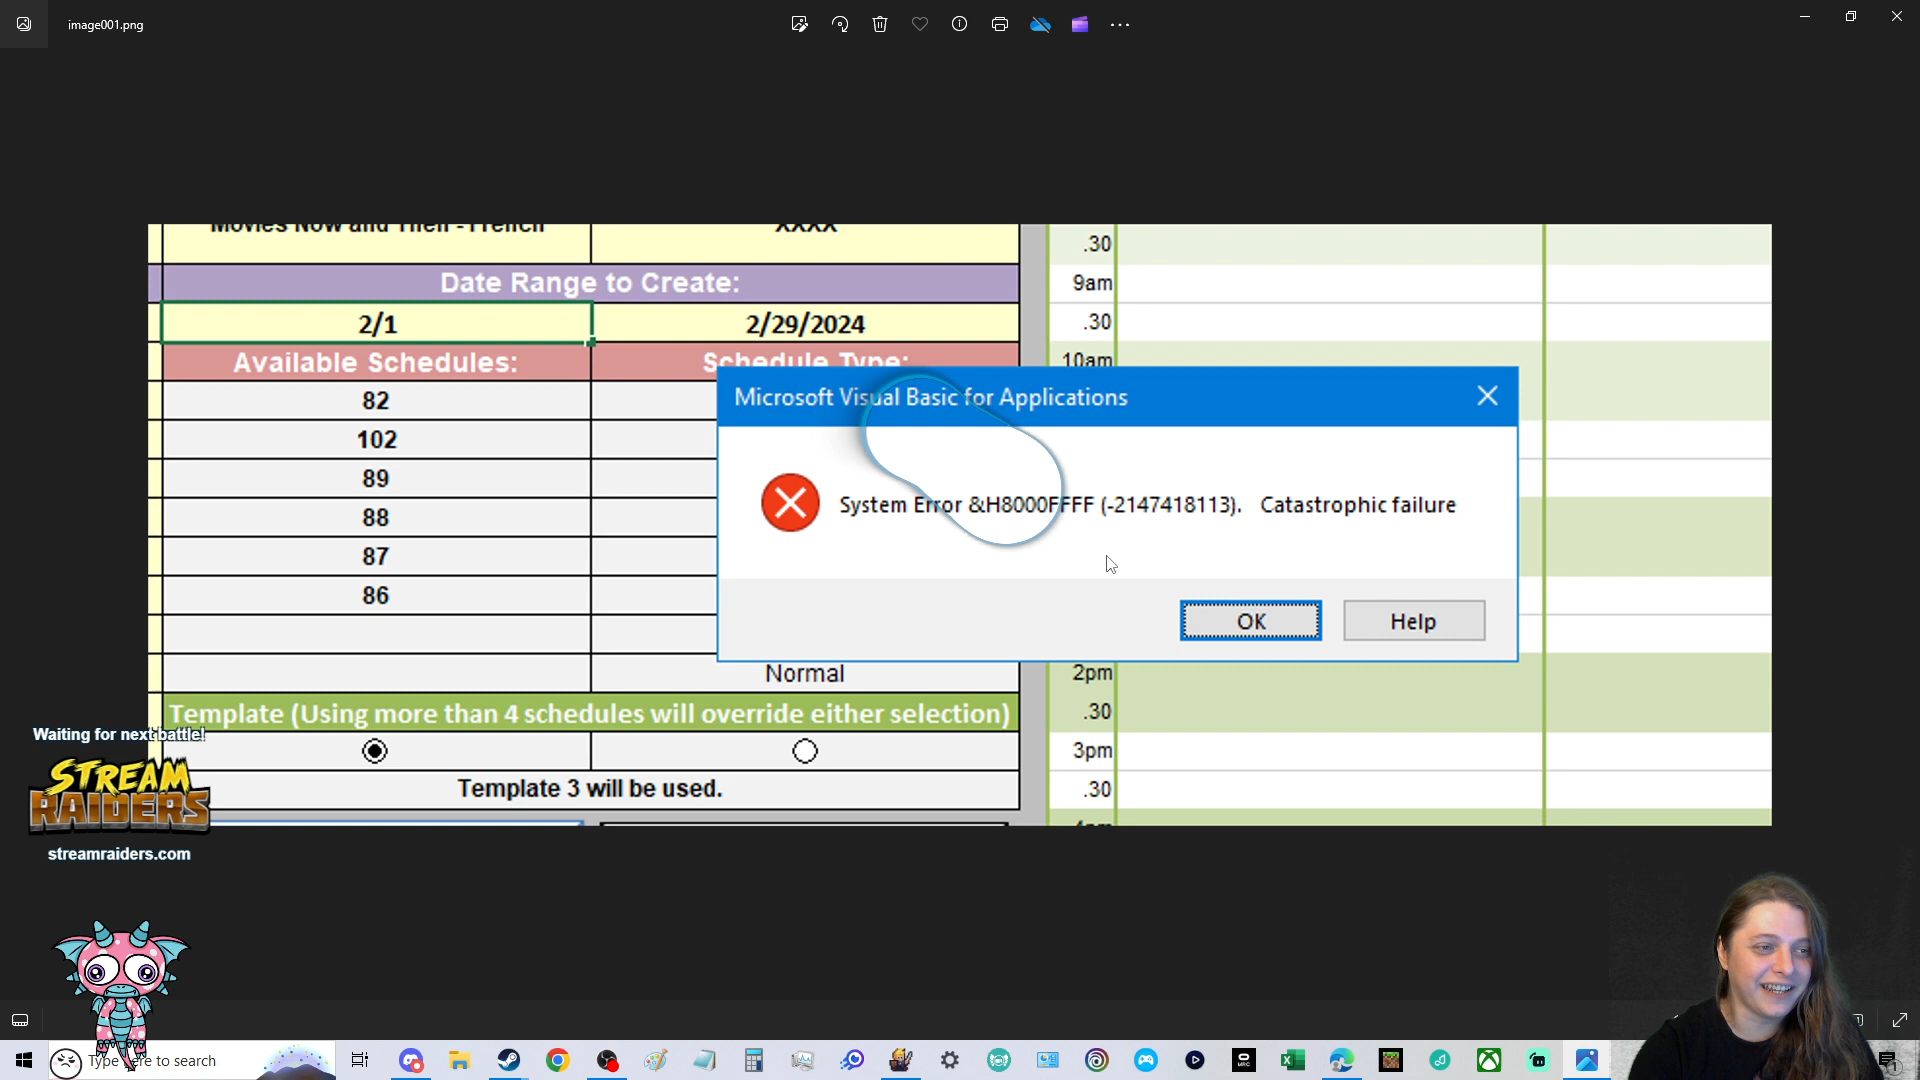 image001.png
Movies Now and Then - French
XXXX
Date Range to Create:
2/1
2/29/2024
Available Schedules:
Schedule Type:
82
102
89
88
87
86
Normal
Template (Using more than 4 schedules will override either selection)
Template 3 will be used.
.30
9am
.30
10am
2pm
.30
3pm
.30
4pm
Microsoft Visual Basic for Applications
System Error &H8000FFFF (-2147418113). Catastrophic failure
OK
Help
Waiting for next battle!
STREAM
RAIDERS
streamraiders.com
Type here to search